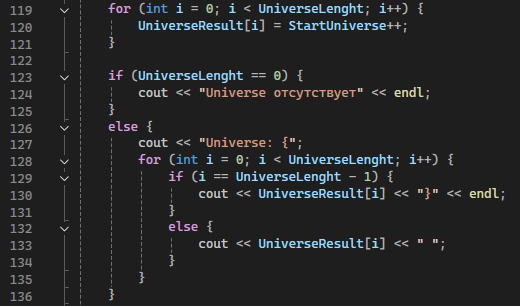 119 for (int i = 0; i < UniverseLenght; i++) {
120 UniverseResult[i] = StartUniverse++;
121 }
122
123 if (UniverseLenght == 0) {
124 cout << "Universe отсутствует" << endl;
125 }
126 else {
127 cout << "Universe: {";
128 for (int i = 0; i < UniverseLenght; i++) {
129 if (i == UniverseLenght - 1) {
130 cout << UniverseResult[i] << "}" << endl;
131 }
132 else {
133 cout << UniverseResult[i] << " ";
134 }
135 }
136 }